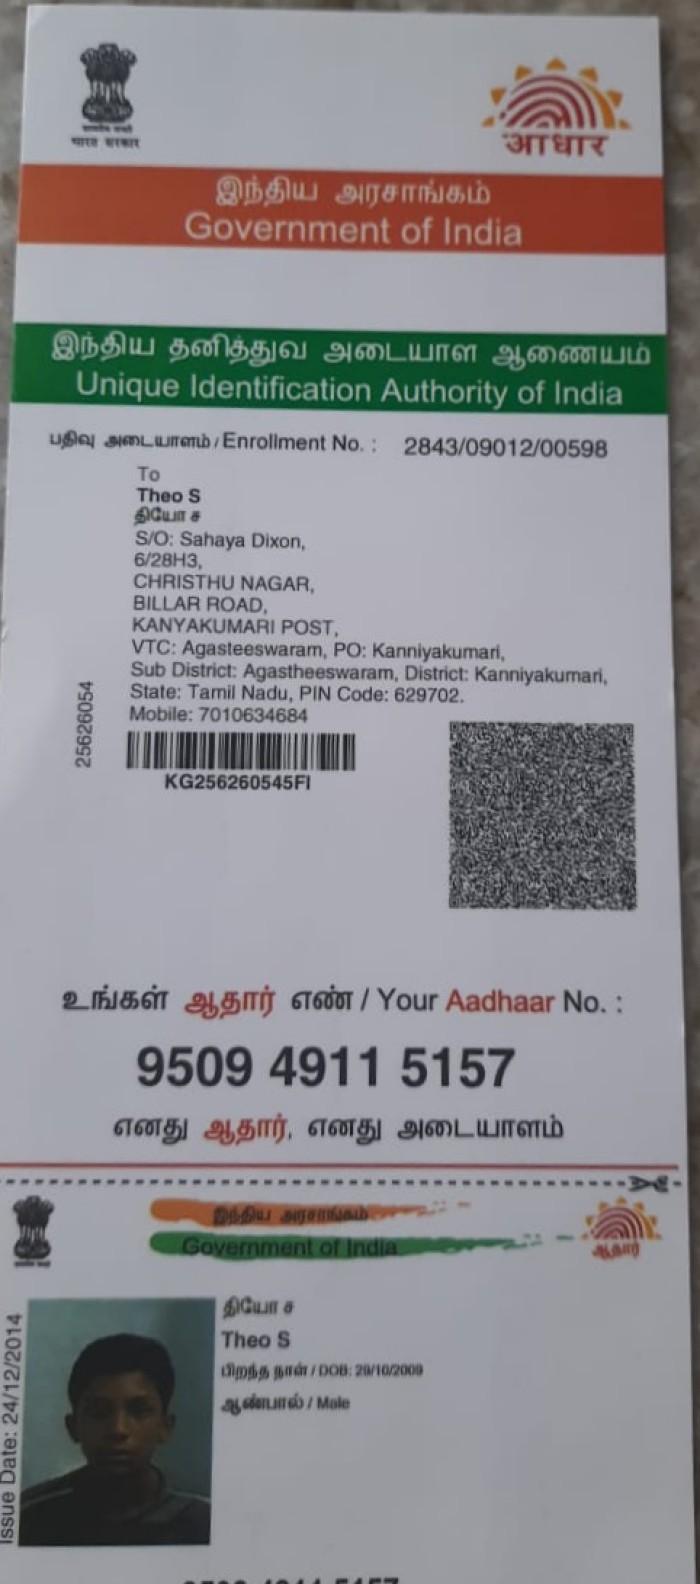 भारत सरकार
आधार
இந்திய அரசாங்கம்
Government of India
இந்திய தனித்துவ அடையாள ஆணையம்
Unique Identification Authority of India
பதிவு அடையாளம் / Enrollment No. : 2843/09012/00598
To
Theo S
தியோ ச
S/O: Sahaya Dixon,
6/28H3,
CHRISTHU NAGAR,
BILLAR ROAD,
KANYAKUMARI POST,
VTC: Agasteeswaram, PO: Kanniyakumari,
Sub District: Agastheeswaram, District: Kanniyakumari,
State: Tamil Nadu, PIN Code: 629702.
Mobile: 7010634684
25626054
KG256260545FI
உங்கள் ஆதார் எண் / Your Aadhaar No. :
9509 4911 5157
எனது ஆதார், எனது அடையாளம்
இந்திய அரசாங்கம்
Government of India
ஆதார்
தியோ ச
Theo S
பிறந்த நாள் / DOB: 29/10/2009
ஆண்பால் / Male
Issue Date: 24/12/2014